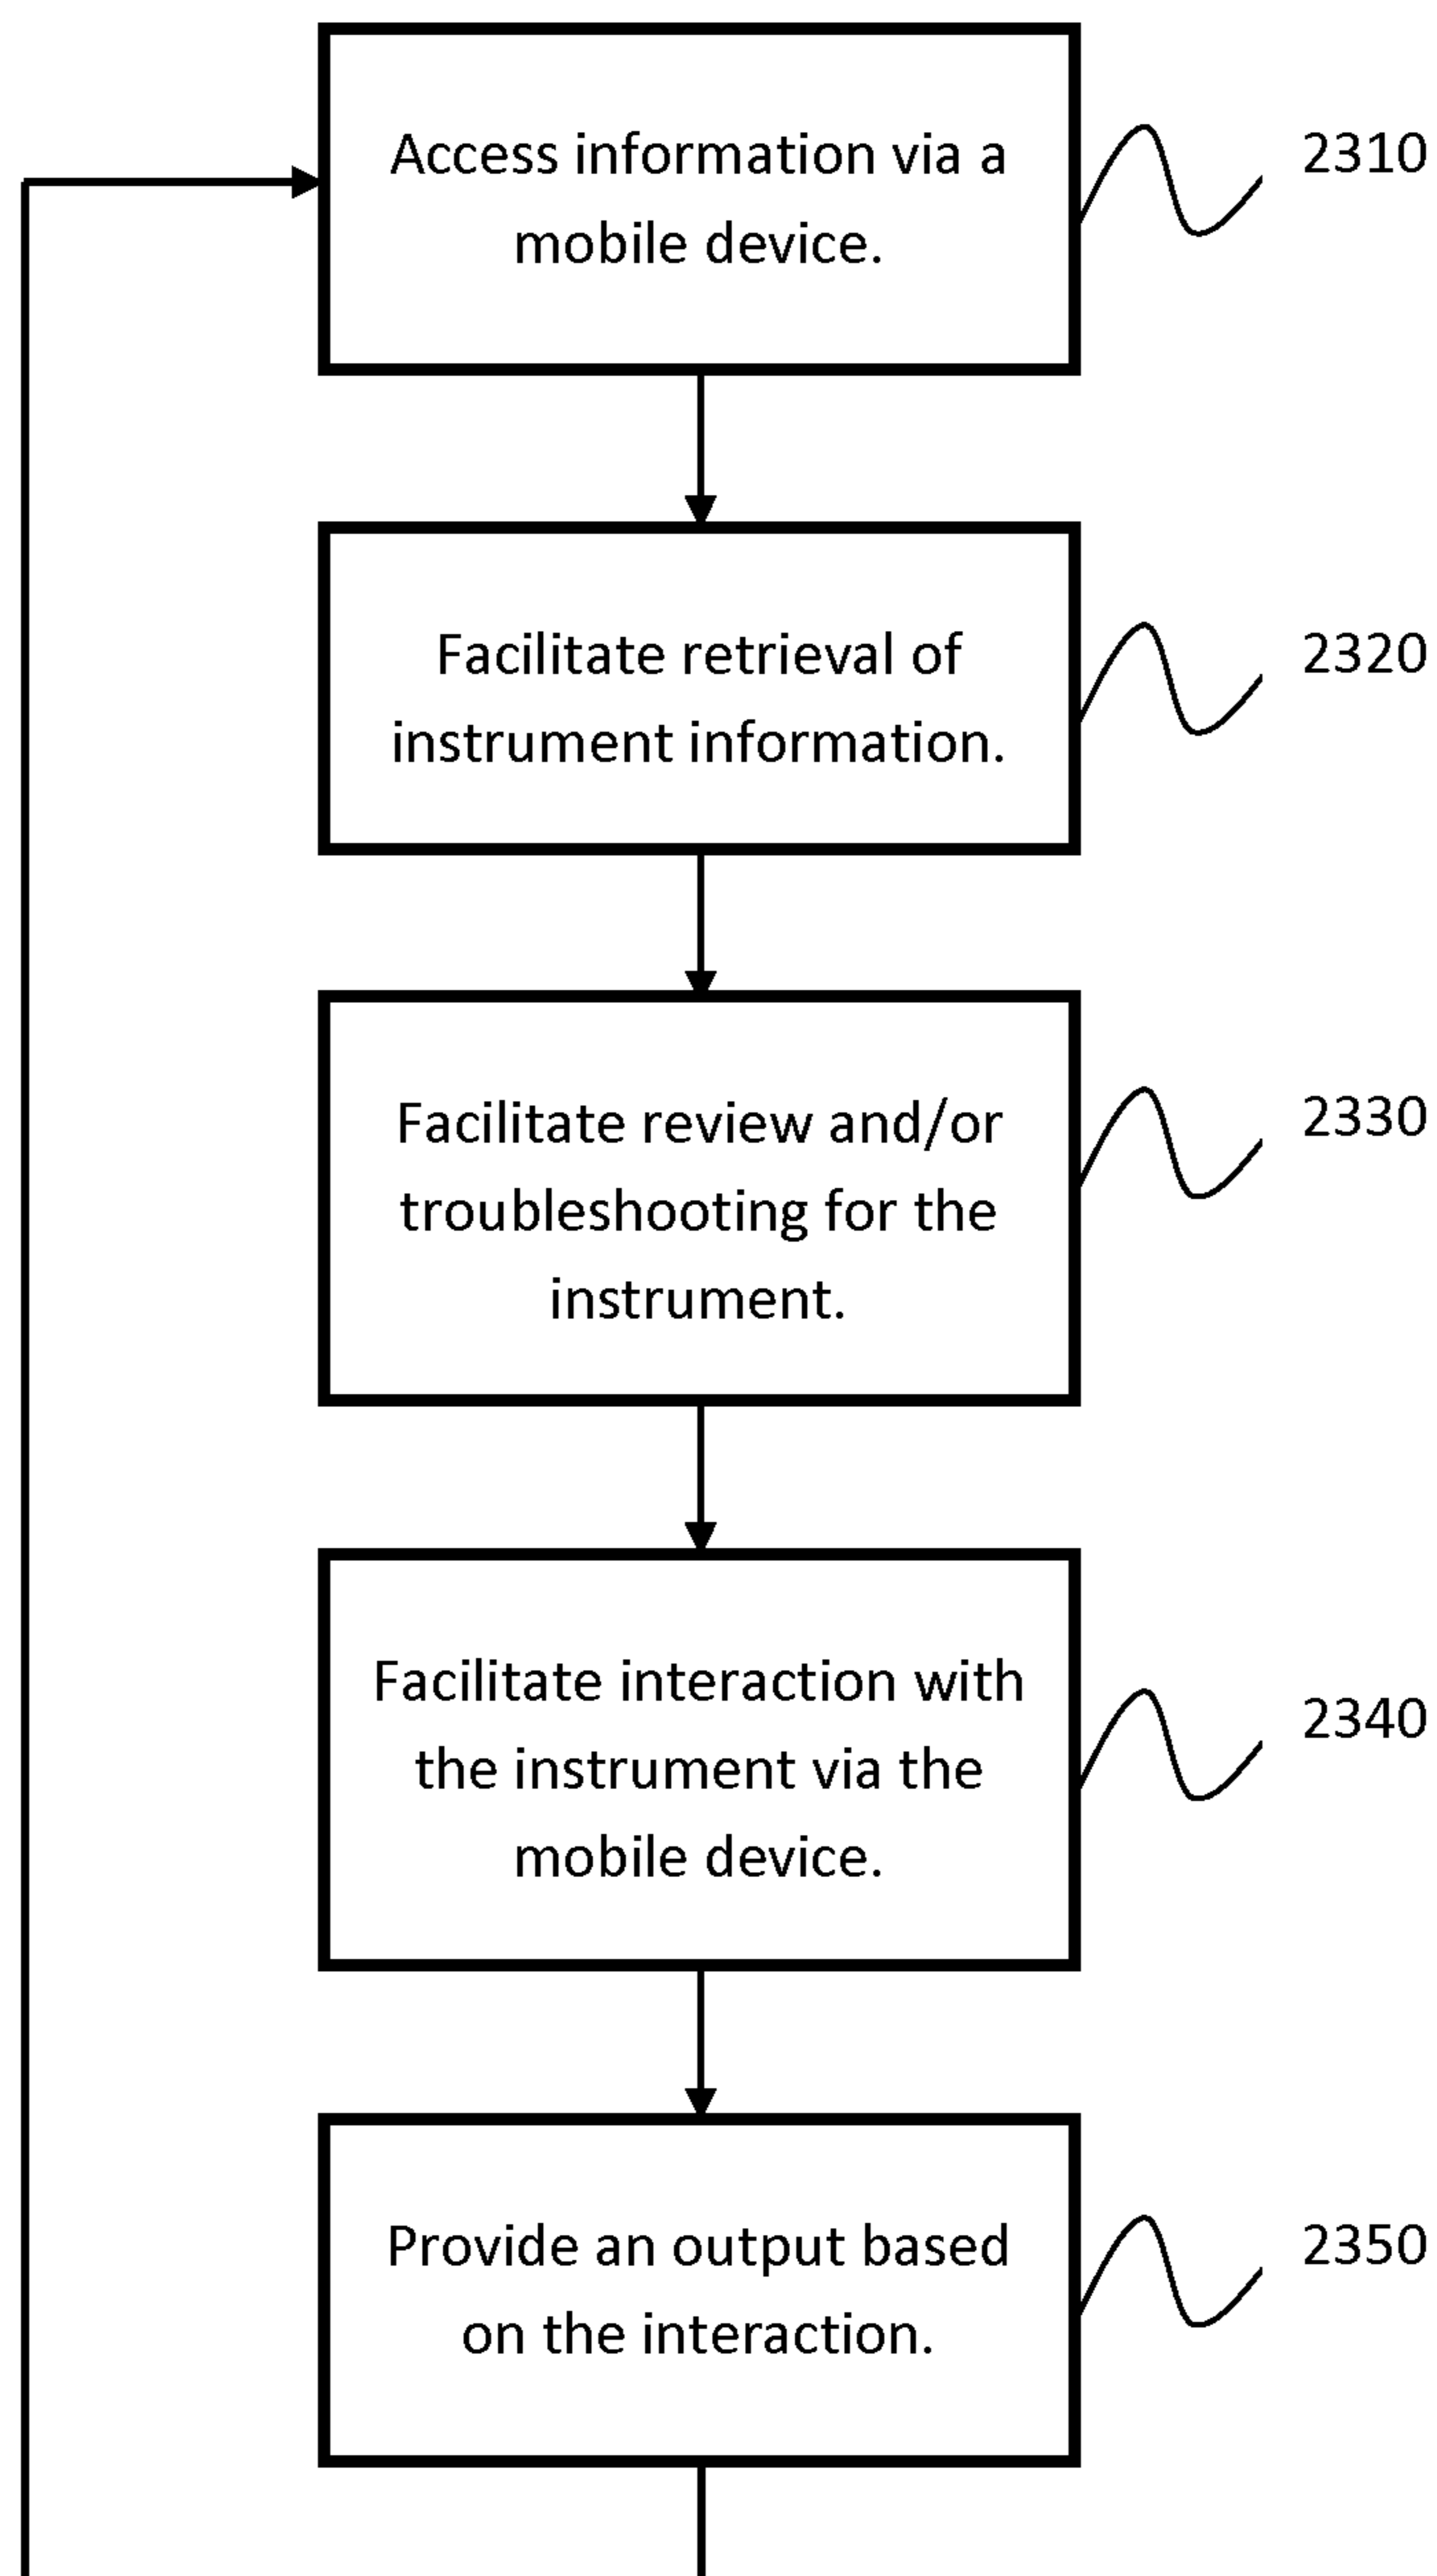 Access information via a
mobile device.
2310
Facilitate retrieval of
instrument information.
2320
Facilitate review and/or
troubleshooting for the
instrument.
2330
Facilitate interaction with
the instrument via the
mobile device.
2340
Provide an output based
on the interaction.
2350